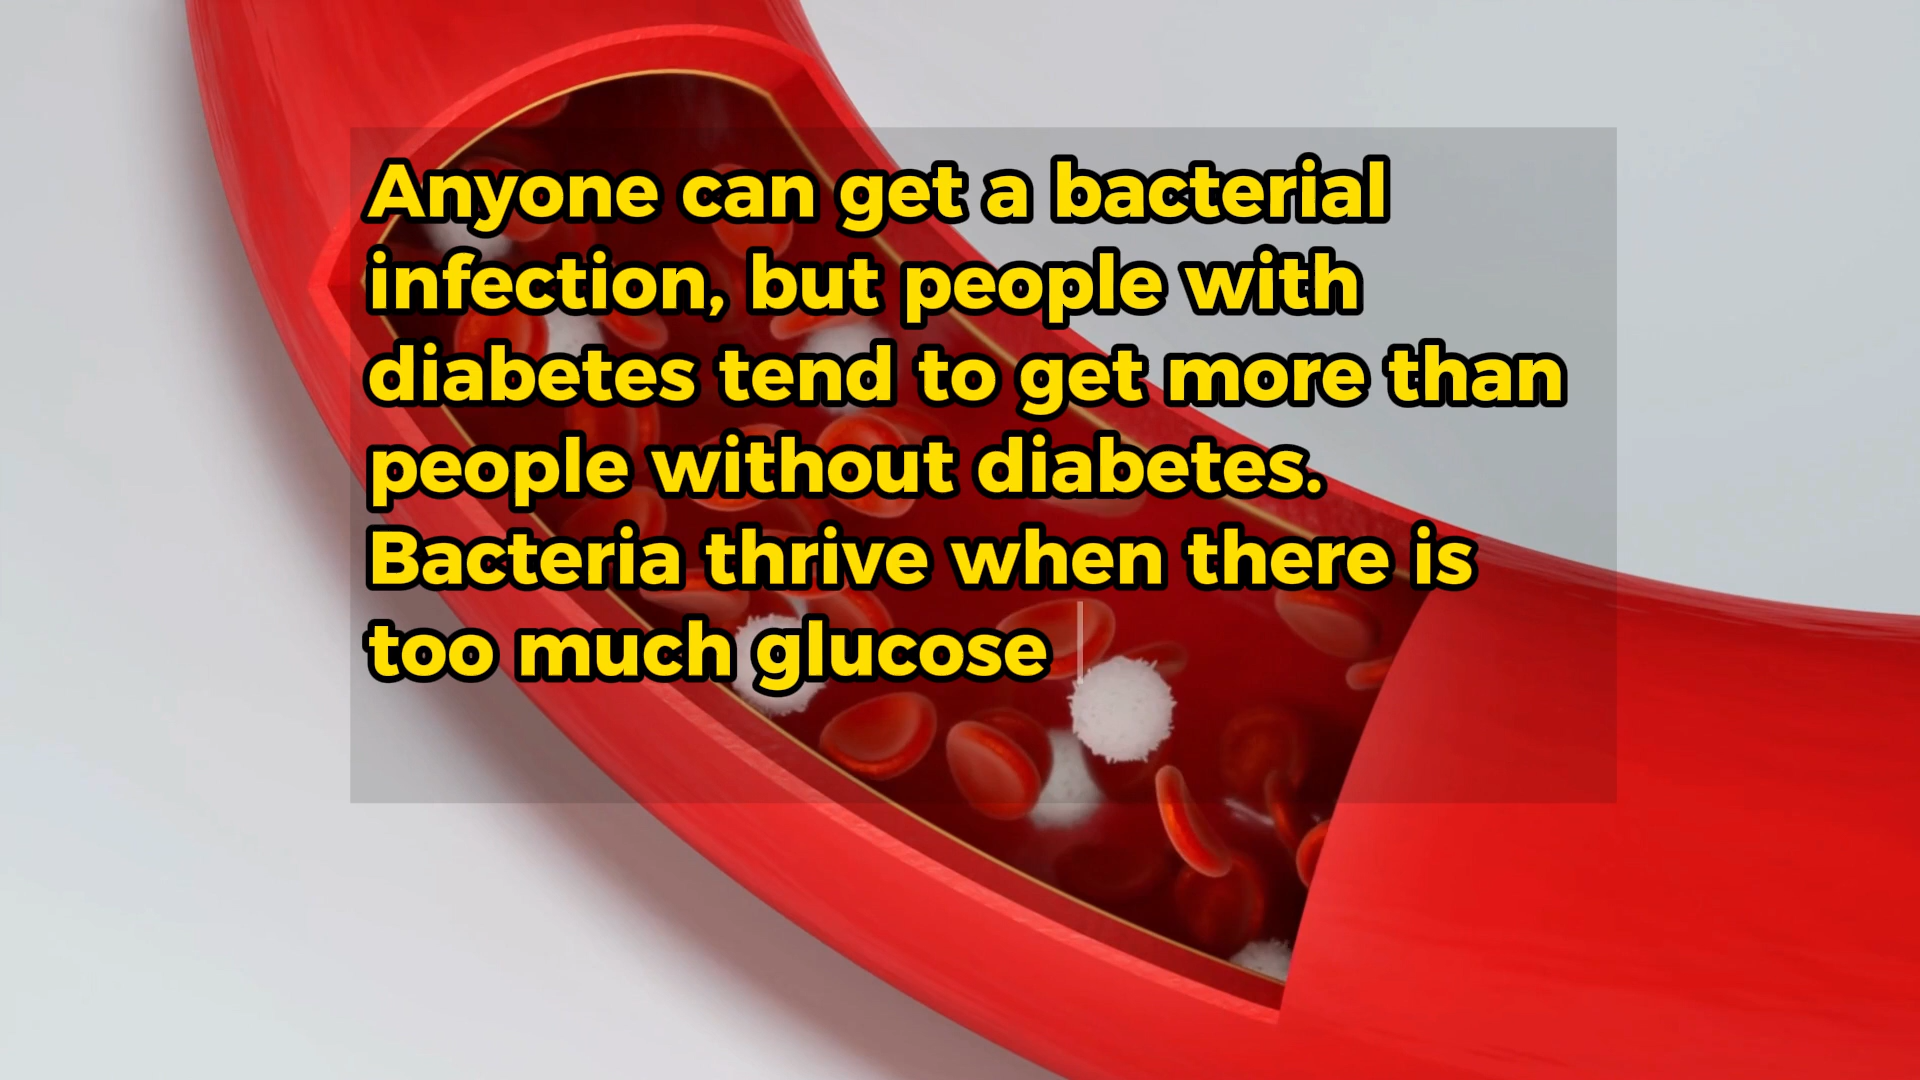 Anyone can get a bacterial
infection, but people with
diabetes tend to get more than
people without diabetes.
Bacteria thrive when there is
too much glucose